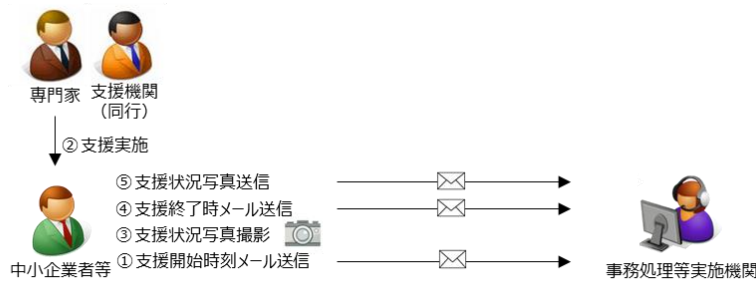 専門家
支援機関
（同行）
②支援実施
⑤支援状況写真送信
④支援終了時メール送信
③支援状況写真撮影
①支援開始時刻メール送信
中小企業者等
事務処理等実施機関